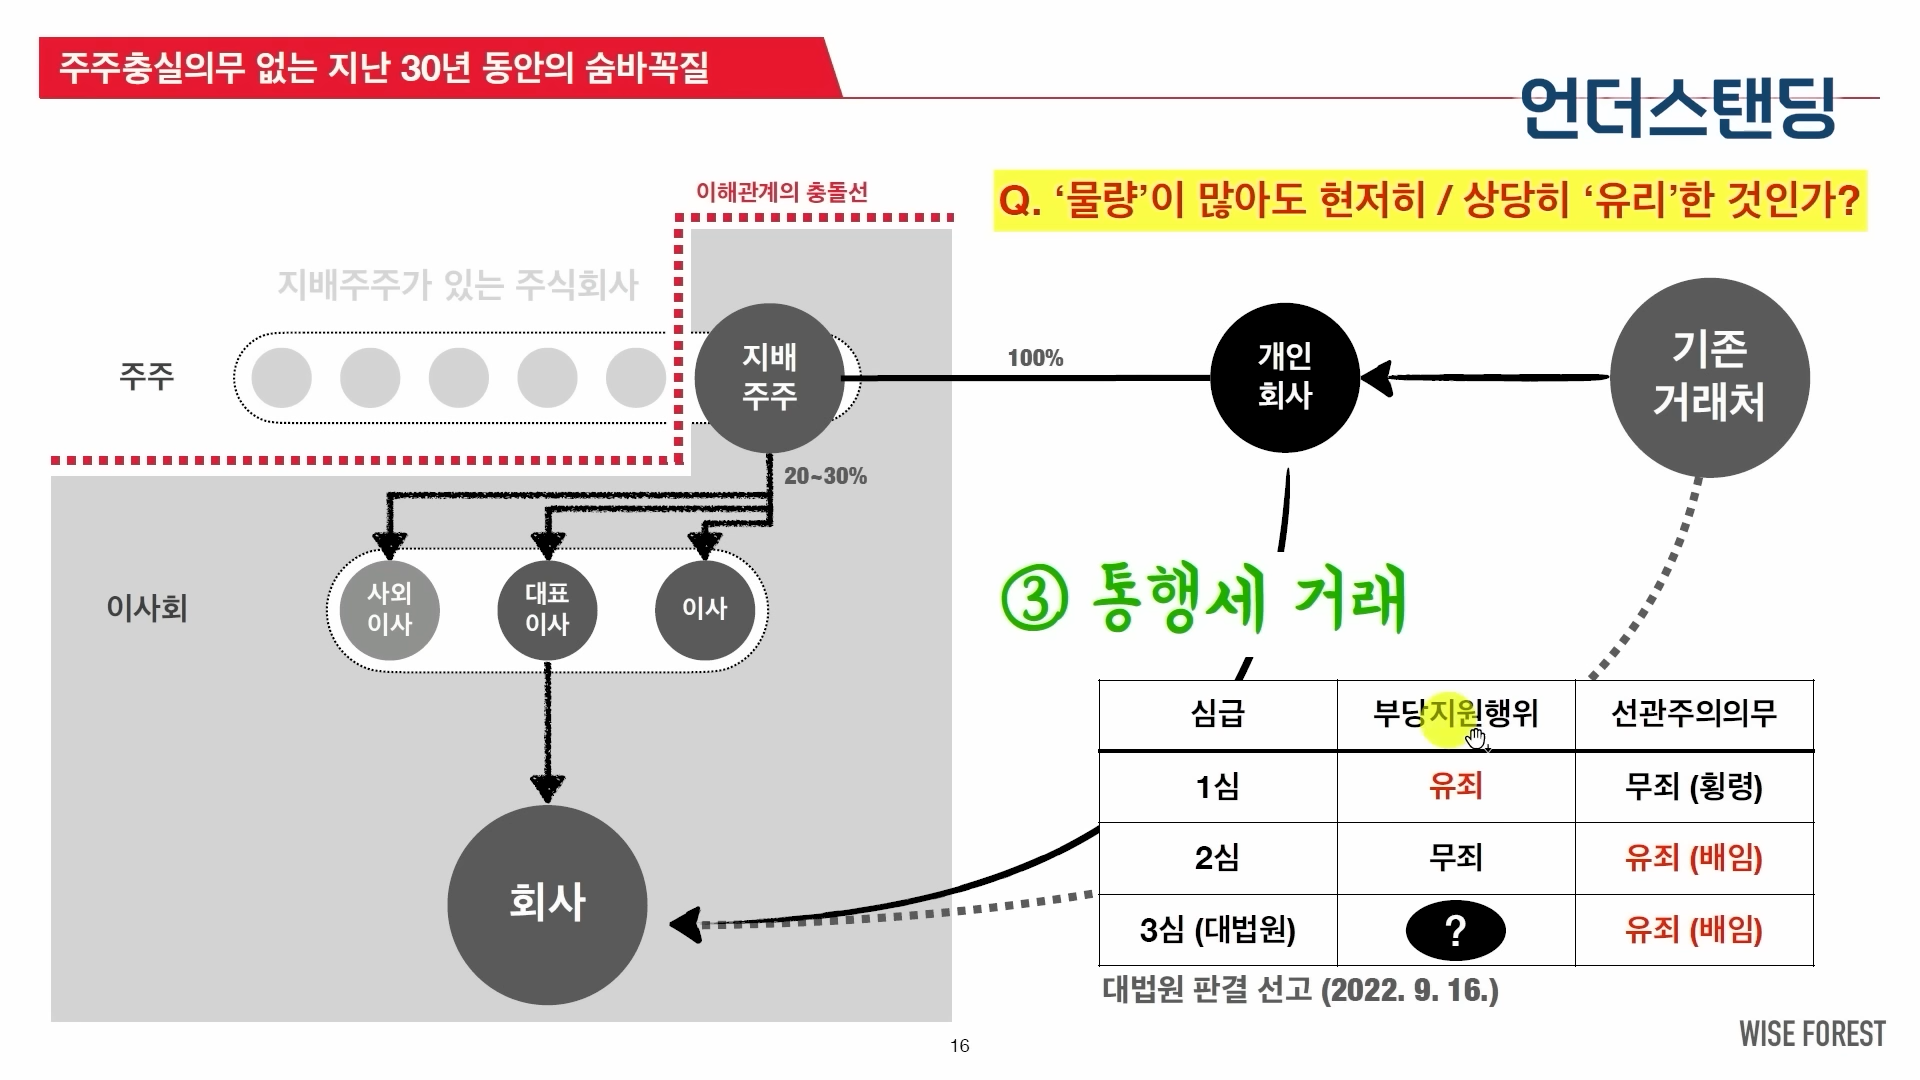 주주충실의무 없는 지난 30년 동안의 숨바꼭질
언더스탠딩
이해관계의 충돌선
Q. ‘물량’이 많아도 현저히 / 상당히 ‘유리’한 것인가?
지배주주가 있는 주식회사
주주
지배
주주
100%
개인
회사
기존
거래처
20~30%
이사회
사외
이사
대표
이사
이사
③ 통행세 거래
회사
심급 부당지원행위 선관주의의무
1심 유죄 무죄 (횡령)
2심 무죄 유죄 (배임)
3심 (대법원) ? 유죄 (배임)
대법원 판결 선고 (2022. 9. 16.)
WISE FOREST
16